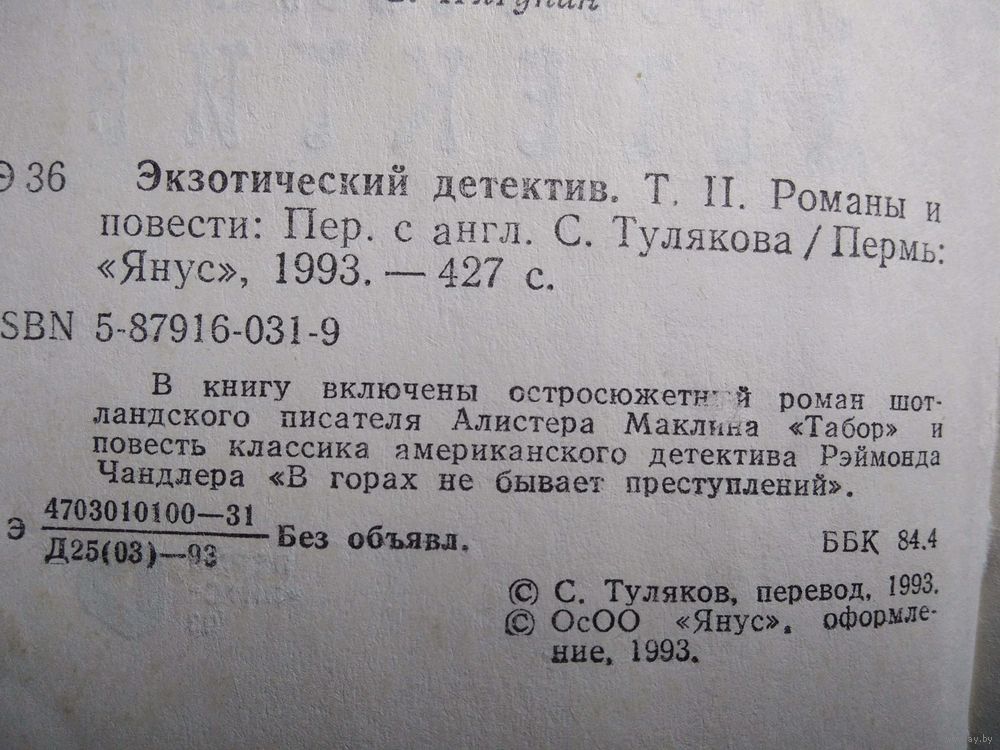 Э 36 Экзотический детектив. Т. II. Романы и
повести: Пер. с англ. С. Тулякова / Пермь:
«Янус», 1993. — 427 с.
SBN 5-87916-031-9
В книгу включены остросюжетный роман шот-
ландского писателя Алистера Маклина «Табор» и
повесть классика американского детектива Рэймонда
Чандлера «В горах не бывает преступлений».
Э 4703010100—31
Д25(03)—93 Без объявл. ББК 84.4
© С. Туляков, перевод, 1993.
© ОсОО «Янус», оформле-
ние, 1993.